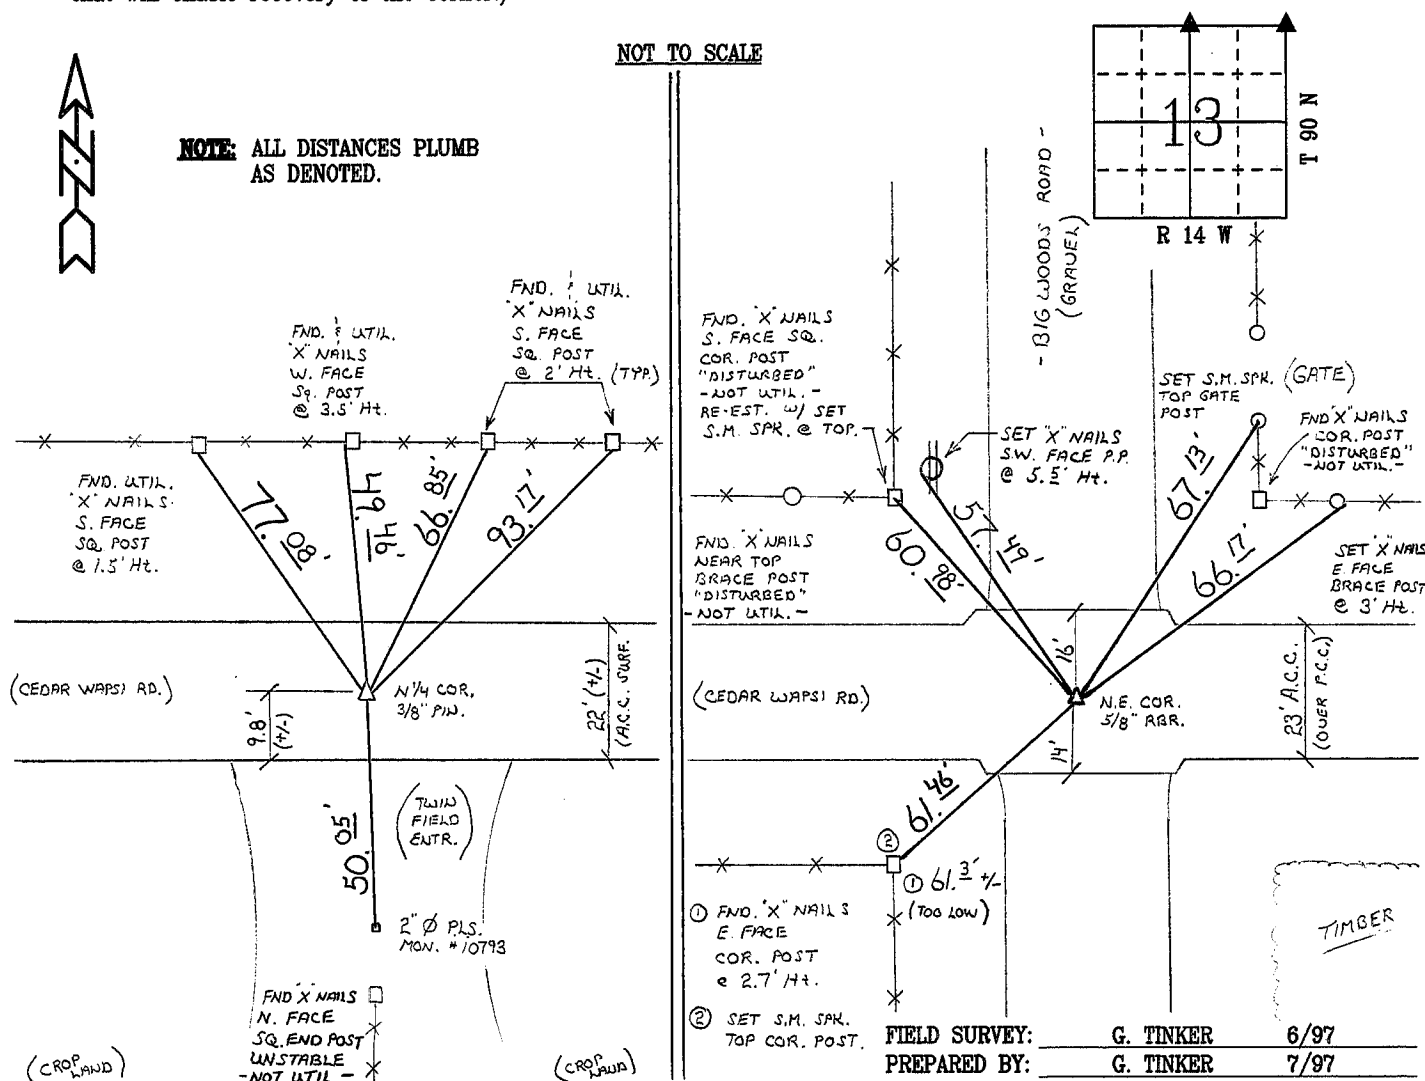 NOT TO SCALE
NOTE: ALL DISTANCES PLUMB
AS DENOTED.
N
13
T 90 N
R 14 W
- BIG WOODS ROAD -
(GRAVEL)
FND. & UTIL.
"X" NAILS
S. FACE
SQ. POST
@ 2' Ht. (TYP.)
FND. & UTIL.
"X" NAILS
W. FACE
SQ. POST
@ 3.5' Ht.
FND. UTIL.
"X" NAILS
S. FACE
SQ. POST
@ 1.5' Ht.
77.08'
49.46'
66.85'
93.17'
(CEDAR WAPSI RD.)
N 1/4 COR.
3/8" PIN.
9.8'
(+/-)
22' (+/-)
(A.C.C. SURF.
50.05'
(TWIN
FIELD
ENTR.)
2" Ø P.L.S.
MON. #10793
FND "X" NAILS
N. FACE
SQ. END POST
UNSTABLE
- NOT UTIL -
(CROP LAND)
(CROP LAND)
FND. "X" NAILS
S. FACE SQ.
COR. POST
"DISTURBED"
- NOT UTIL. -
RE-EST. W/ SET
S.M. SPK. @ TOP.
SET "X" NAILS
S.W. FACE P.P.
@ 5.5' Ht.
SET S.M. SPK. (GATE)
TOP GATE
POST
FND "X" NAILS
COR. POST
"DISTURBED"
- NOT UTIL. -
FND. "X" NAILS
NEAR TOP
BRACE POST
"DISTURBED"
- NOT UTIL. -
SET "X" NAILS
E. FACE
BRACE POST
@ 3' Ht.
60.98'
57.49'
67.13'
66.17'
16'
14'
(CEDAR WAPSI RD.)
N.E. COR.
5/8" RBR.
23' A.C.C.
(OVER P.C.C.)
61.46'
2
1 61.3' +/-
(TOO LOW)
1 FND. "X" NAILS
E. FACE
COR. POST
@ 2.7' Ht.
2 SET S.M. SPK.
TOP COR. POST.
TIMBER
FIELD SURVEY: G. TINKER 6/97
PREPARED BY: G. TINKER 7/97